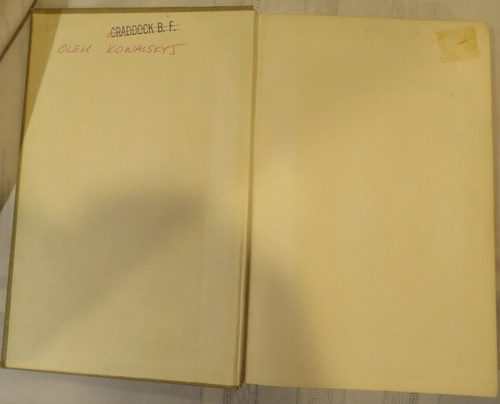 CRADDOCK B. F.
OLEH KOWALSKYJ